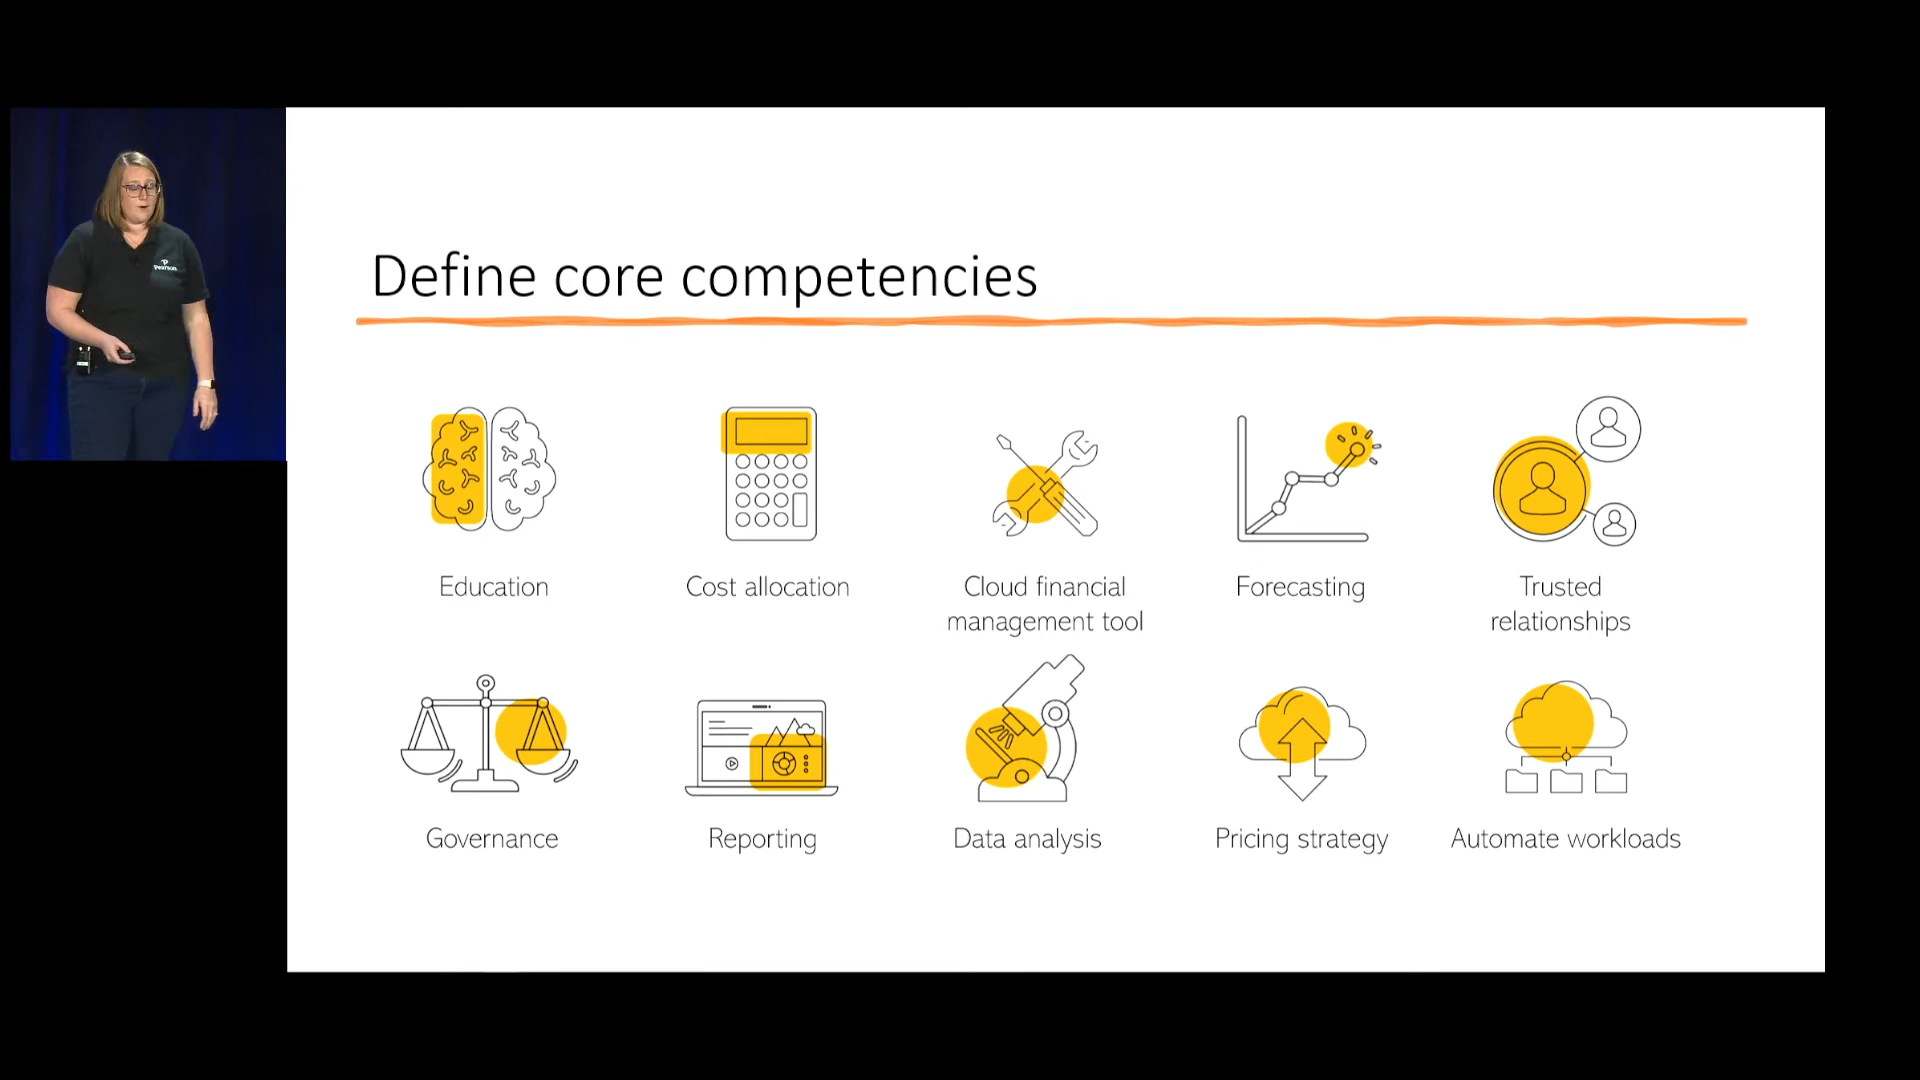 Define core competencies
Education
Cost allocation
Cloud financial
management tool
Forecasting
Trusted
relationships
Governance
Reporting
Data analysis
Pricing strategy
Automate workloads
Pearson